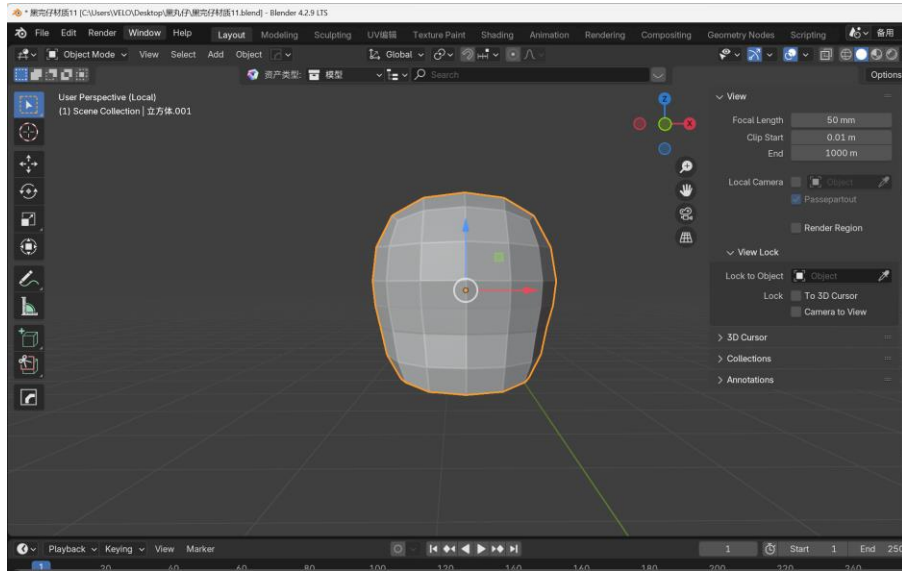 * 黑完仔材质11 [C:\Users\VELO\Desktop\黑丸仔\黑完仔材质11.blend] - Blender 4.2.9 LTS
File Edit Render Window Help Layout Modeling Sculpting UV编辑 Texture Paint Shading Animation Rendering Compositing Geometry Nodes Scripting 备用
Object Mode View Select Add Object Global
资产类型: 模型 Search Options
User Perspective (Local)
(1) Scene Collection | 立方体.001
Z
X
View
Focal Length 50 mm
Clip Start 0.01 m
End 1000 m
Local Camera Object
Passepartout
Render Region
View Lock
Lock to Object Object
Lock To 3D Cursor
Camera to View
3D Cursor
Collections
Annotations
Playback Keying View Marker 1 Start 1 End 250
1 20 40 60 80 100 120 140 160 180 200 220 240